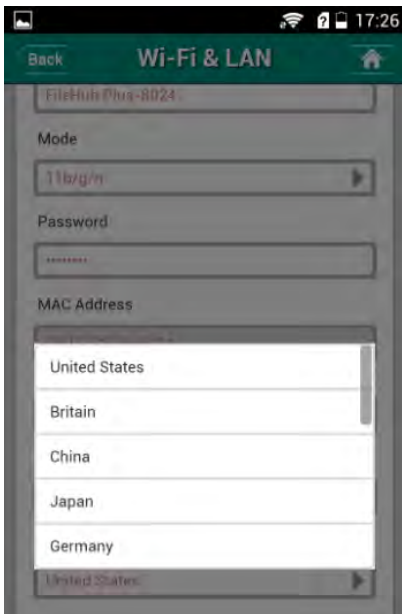 17:26
Back
Wi-Fi & LAN
FileHub Plus-8024
Mode
11b/g/n
Password
········
MAC Address
United States
Britain
China
Japan
Germany
United States